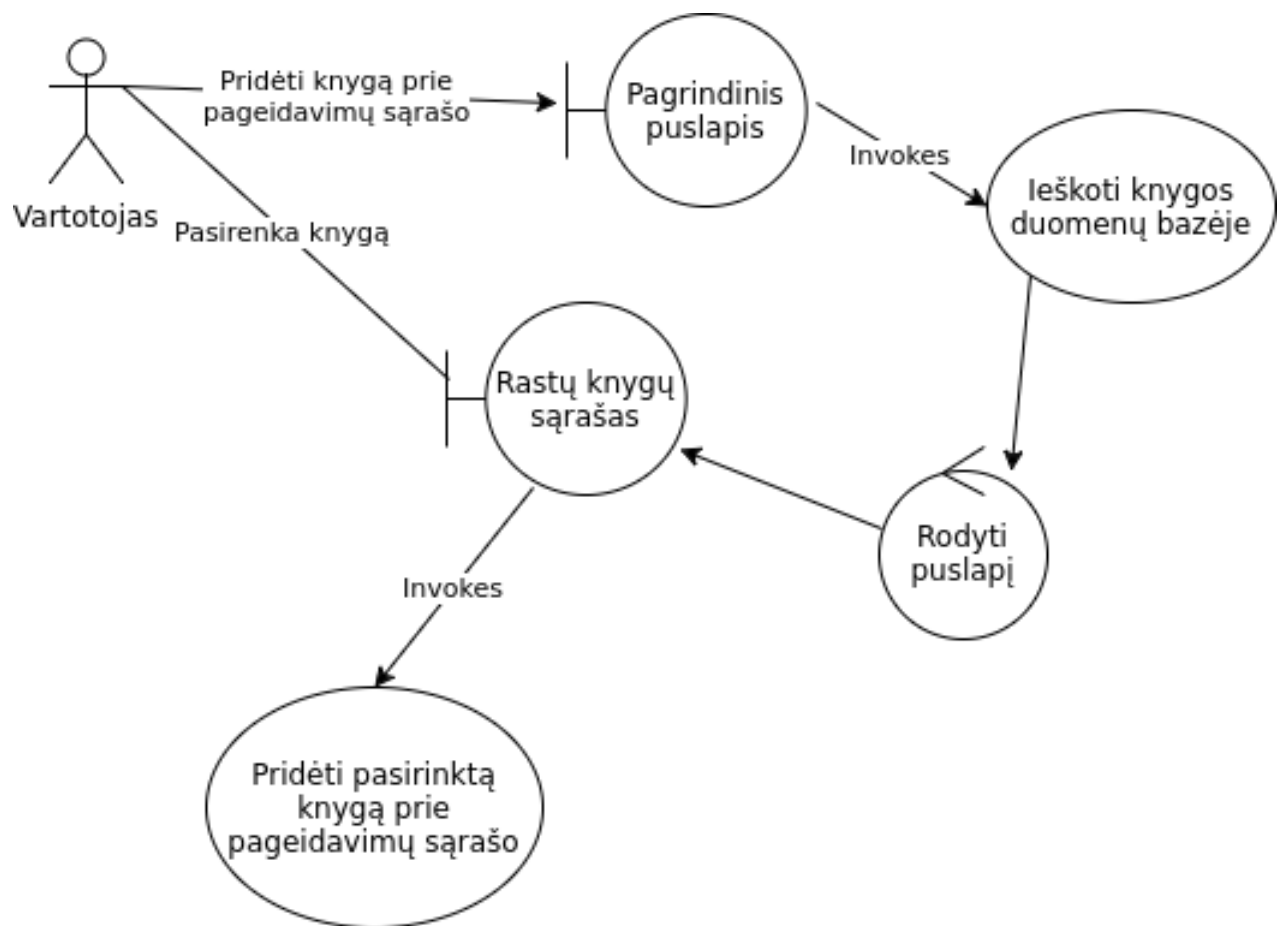 Pridėti knygą prie
pageidavimų sąrašo
Pagrindinis
puslapis
Invokes
Ieškoti knygos
duomenų bazėje
Vartotojas
Pasirenka knygą
Rastų knygų
sąrašas
Rodyti
puslapį
Invokes
Pridėti pasirinktą
knygą prie
pageidavimų sąrašo